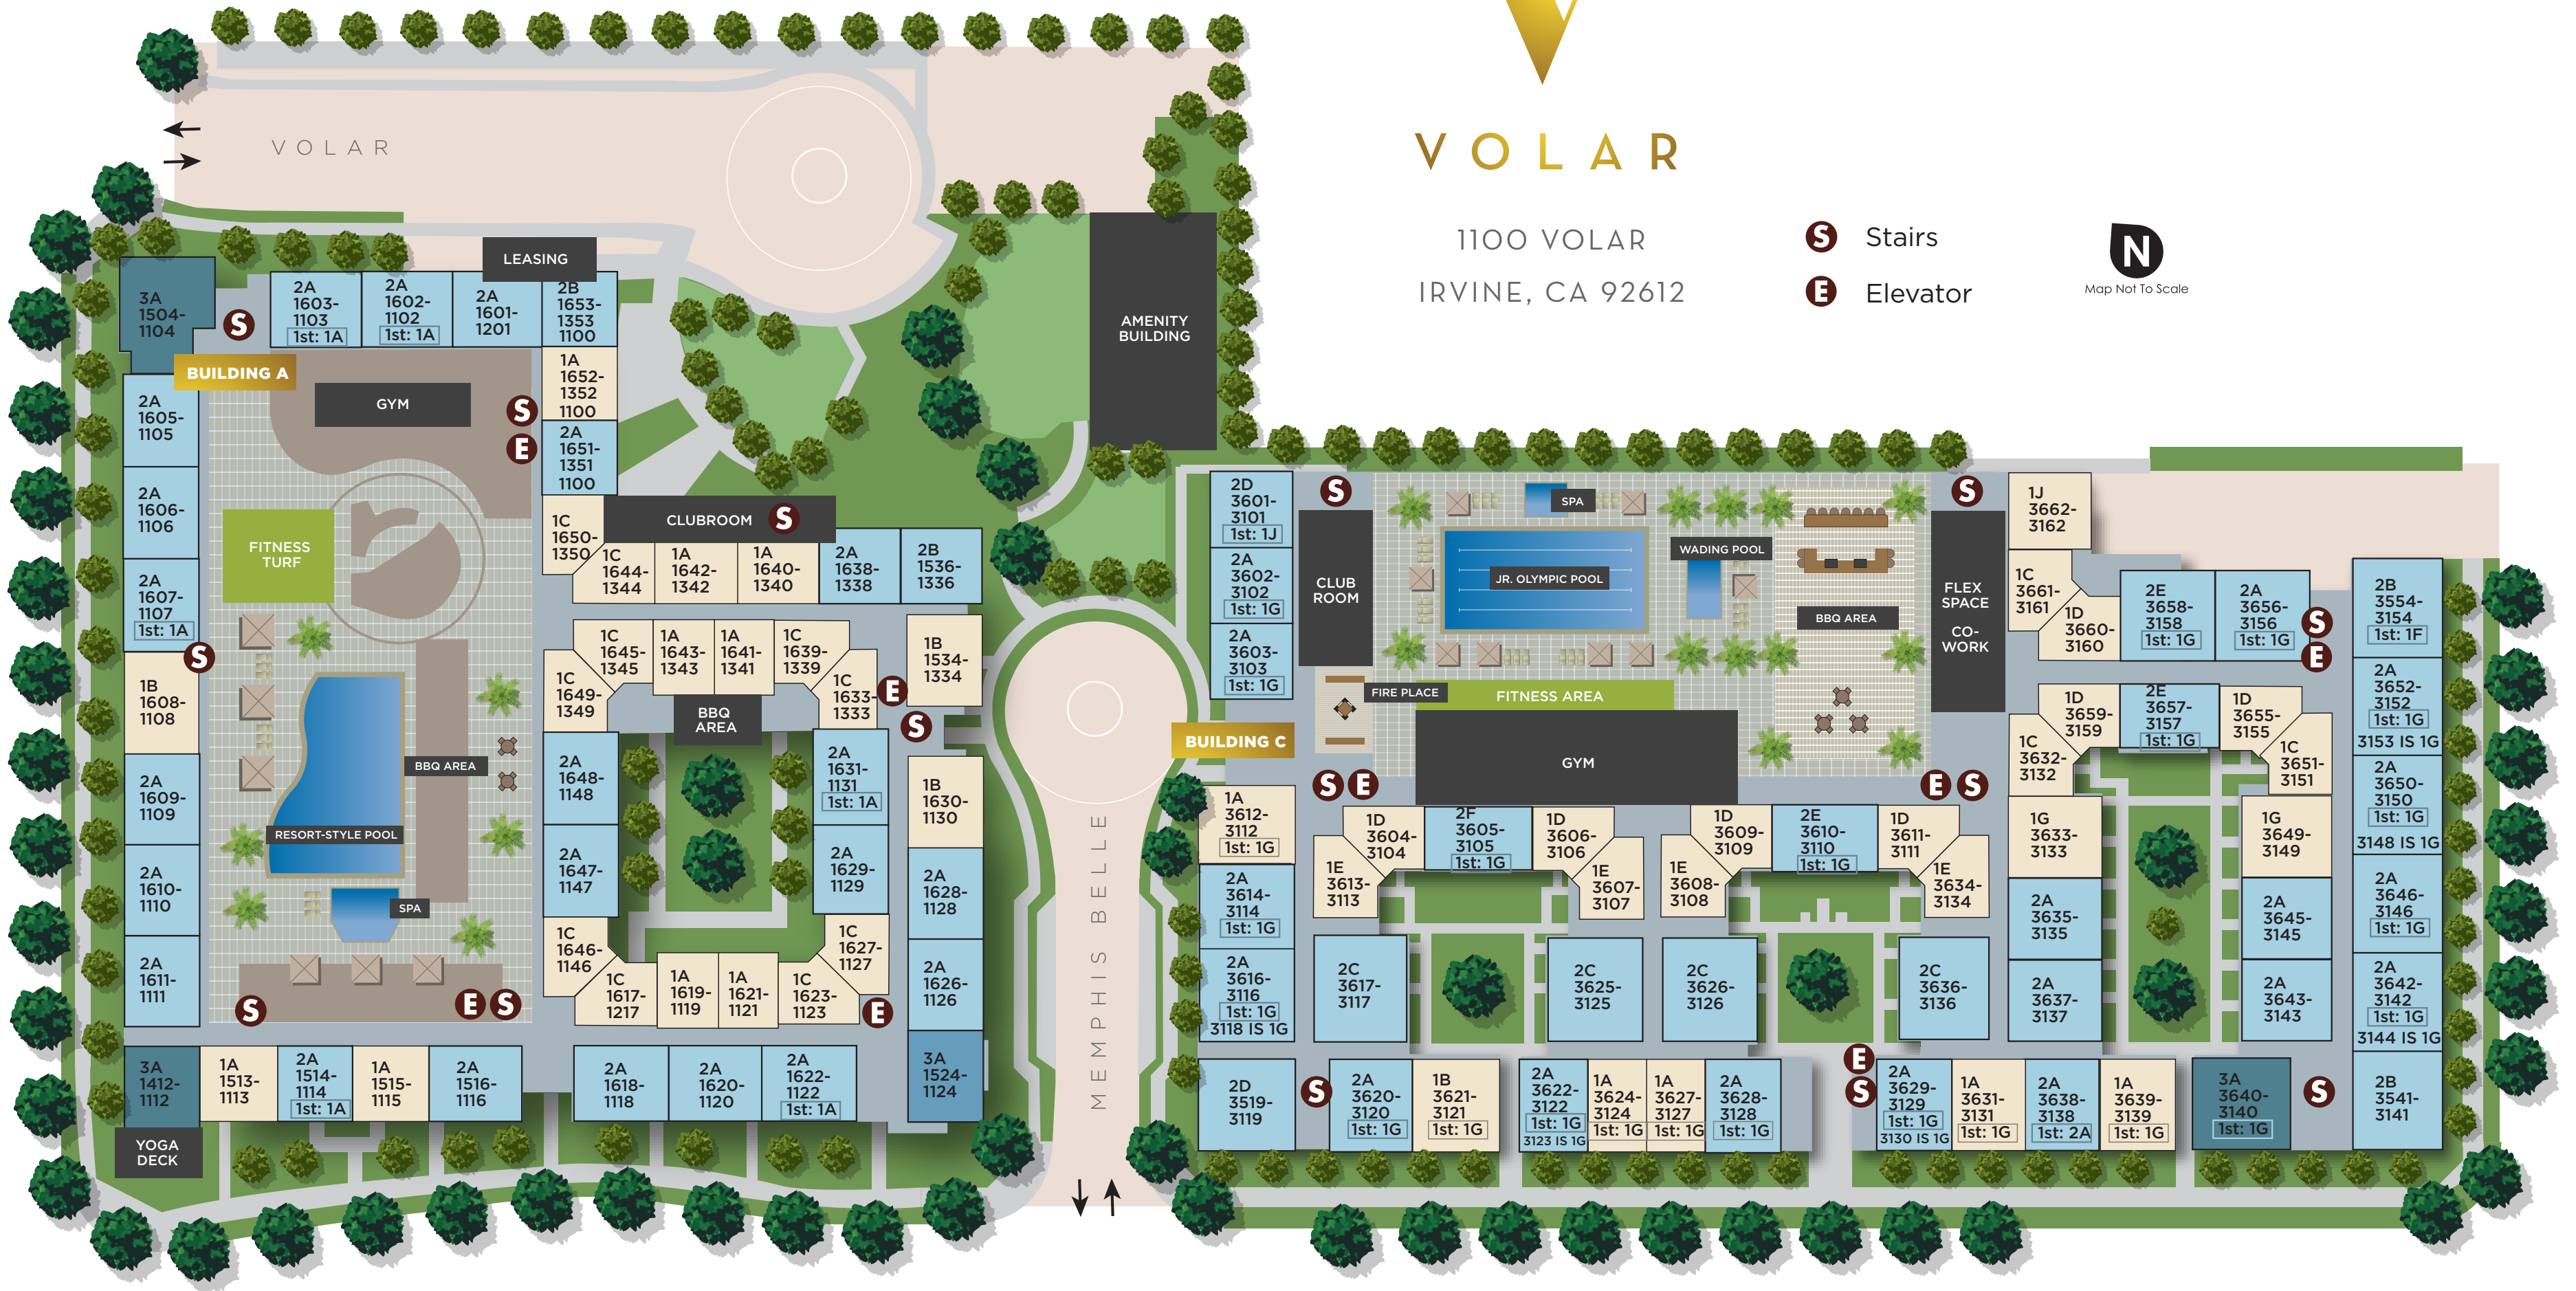 VOLAR
1100 VOLAR
IRVINE, CA 92612
S Stairs
E Elevator
N
Map Not To Scale
VOLAR
LEASING
AMENITY
BUILDING
3A
1504-
1104
S
2A
1603-
1103
1st: 1A
2A
1602-
1102
1st: 1A
2A
1601-
1201
2B
1653-
1353
1100
BUILDING A
GYM
1A
1652-
1352
1100
S
E
2A
1651-
1351
1100
2A
1605-
1105
2A
1606-
1106
2A
1607-
1107
1st: 1A
S
1B
1608-
1108
2A
1609-
1109
2A
1610-
1110
2A
1611-
1111
FITNESS
TURF
BBQ AREA
RESORT-STYLE POOL
SPA
S
E
S
3A
1412-
1112
YOGA
DECK
1A
1513-
1113
2A
1514-
1114
1st: 1A
1A
1515-
1115
2A
1516-
1116
CLUBROOM
S
1C
1650-
1350
1C
1644-
1344
1A
1642-
1342
1A
1640-
1340
2A
1638-
1338
2B
1536-
1336
1C
1645-
1345
1A
1643-
1343
1A
1641-
1341
1C
1639-
1339
1B
1534-
1334
1C
1649-
1349
BBQ
AREA
1C
1633-
1333
E
S
2A
1648-
1148
2A
1631-
1131
1st: 1A
1B
1630-
1130
2A
1647-
1147
2A
1629-
1129
2A
1628-
1128
1C
1646-
1146
1C
1617-
1217
1A
1619-
1119
1A
1621-
1121
1C
1623-
1123
1C
1627-
1127
E
2A
1626-
1126
2A
1618-
1118
2A
1620-
1120
2A
1622-
1122
1st: 1A
3A
1524-
1124
MEMPHIS BELLE
2D
3601-
3101
1st: 1J
2A
3602-
3102
1st: 1G
2A
3603-
3103
1st: 1G
BUILDING C
S
CLUB
ROOM
SPA
JR. OLYMPIC POOL
WADING POOL
BBQ AREA
FIRE PLACE
FITNESS AREA
GYM
S
FLEX
SPACE
CO-
WORK
S
E
E
S
1J
3662-
3162
1C
3661-
3161
1D
3660-
3160
2E
3658-
3158
1st: 1G
2A
3656-
3156
1st: 1G
S
E
2B
3554-
3154
1st: 1F
1D
3659-
3159
2E
3657-
3157
1st: 1G
1D
3655-
3155
2A
3652-
3152
1st: 1G
3153 IS 1G
1C
3632-
3132
1C
3651-
3151
2A
3650-
3150
1st: 1G
3148 IS 1G
1A
3612-
3112
1st: 1G
1D
3604-
3104
2F
3605-
3105
1st: 1G
1D
3606-
3106
1D
3609-
3109
2E
3610-
3110
1st: 1G
1D
3611-
3111
1G
3633-
3133
1G
3649-
3149
1E
3613-
3113
1E
3607-
3107
1E
3608-
3108
1E
3634-
3134
2A
3614-
3114
1st: 1G
2A
3635-
3135
2A
3645-
3145
2A
3646-
3146
1st: 1G
2A
3616-
3116
1st: 1G
3118 IS 1G
2C
3617-
3117
2C
3625-
3125
2C
3626-
3126
2C
3636-
3136
2A
3637-
3137
2A
3643-
3143
2A
3642-
3142
1st: 1G
3144 IS 1G
2D
3519-
3119
S
2A
3620-
3120
1st: 1G
1B
3621-
3121
1st: 1G
2A
3622-
3122
1st: 1G
3123 IS 1G
1A
3624-
3124
1st: 1G
1A
3627-
3127
1st: 1G
2A
3628-
3128
1st: 1G
E
S
2A
3629-
3129
1st: 1G
3130 IS 1G
1A
3631-
3131
1st: 1G
2A
3638-
3138
1st: 2A
1A
3639-
3139
1st: 1G
3A
3640-
3140
1st: 1G
S
2B
3541-
3141